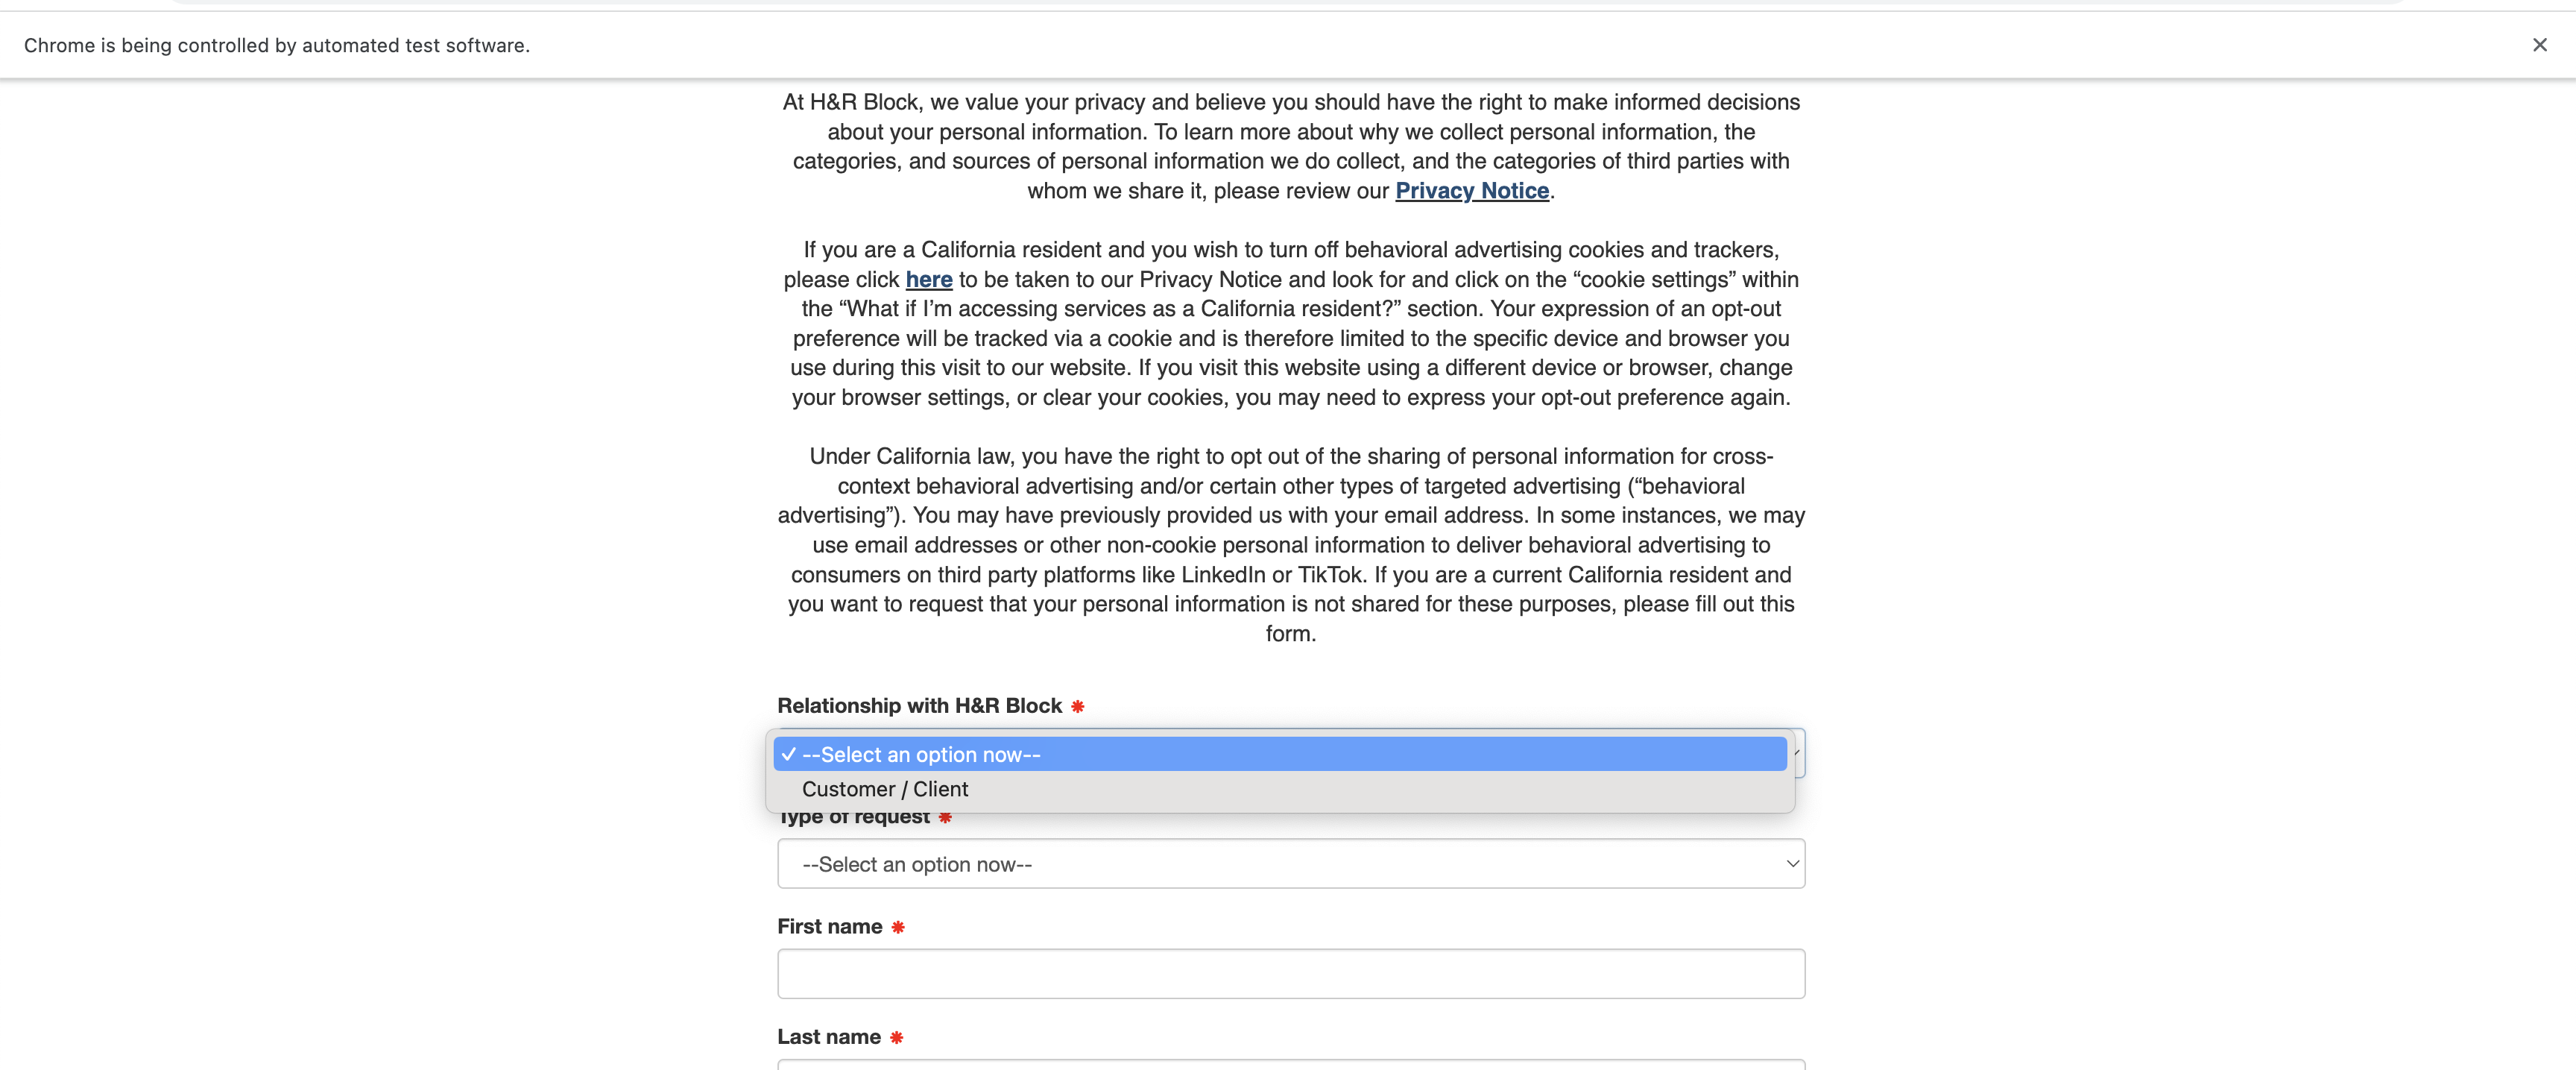 Chrome is being controlled by automated test software.
At H&R Block, we value your privacy and believe you should have the right to make informed decisions
about your personal information. To learn more about why we collect personal information, the
categories, and sources of personal information we do collect, and the categories of third parties with
whom we share it, please review our Privacy Notice.
If you are a California resident and you wish to turn off behavioral advertising cookies and trackers,
please click here to be taken to our Privacy Notice and look for and click on the “cookie settings” within
the “What if I’m accessing services as a California resident?” section. Your expression of an opt-out
preference will be tracked via a cookie and is therefore limited to the specific device and browser you
use during this visit to our website. If you visit this website using a different device or browser, change
your browser settings, or clear your cookies, you may need to express your opt-out preference again.
Under California law, you have the right to opt out of the sharing of personal information for cross-
context behavioral advertising and/or certain other types of targeted advertising (“behavioral
advertising”). You may have previously provided us with your email address. In some instances, we may
use email addresses or other non-cookie personal information to deliver behavioral advertising to
consumers on third party platforms like LinkedIn or TikTok. If you are a current California resident and
you want to request that your personal information is not shared for these purposes, please fill out this
form.
Relationship with H&R Block *
✓ --Select an option now--
Customer / Client
Type of request *
--Select an option now--
First name *
Last name *